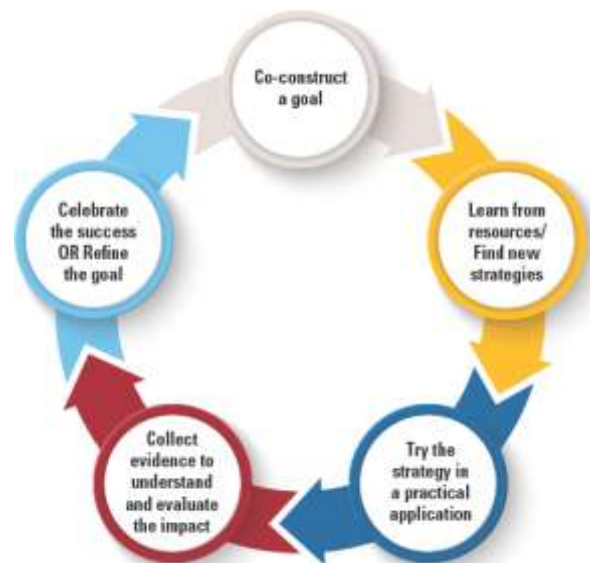 Co-construct
a goal
Learn from
resources/
Find new
strategies
Try the
strategy in
a practical
application
Collect
evidence to
understand
and evaluate
the impact
Celebrate
the success
OR Refine
the goal